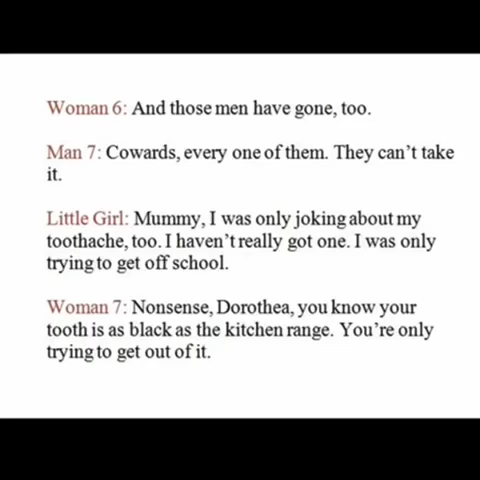 Woman 6: And those men have gone, too.
Man 7: Cowards, every one of them. They can't take
it.
Little Girl: Mummy, I was only joking about my
toothache, too. I haven't really got one. I was only
trying to get off school.
Woman 7: Nonsense, Dorothea, you know your
tooth is as black as the kitchen range. You're only
trying to get out of it.